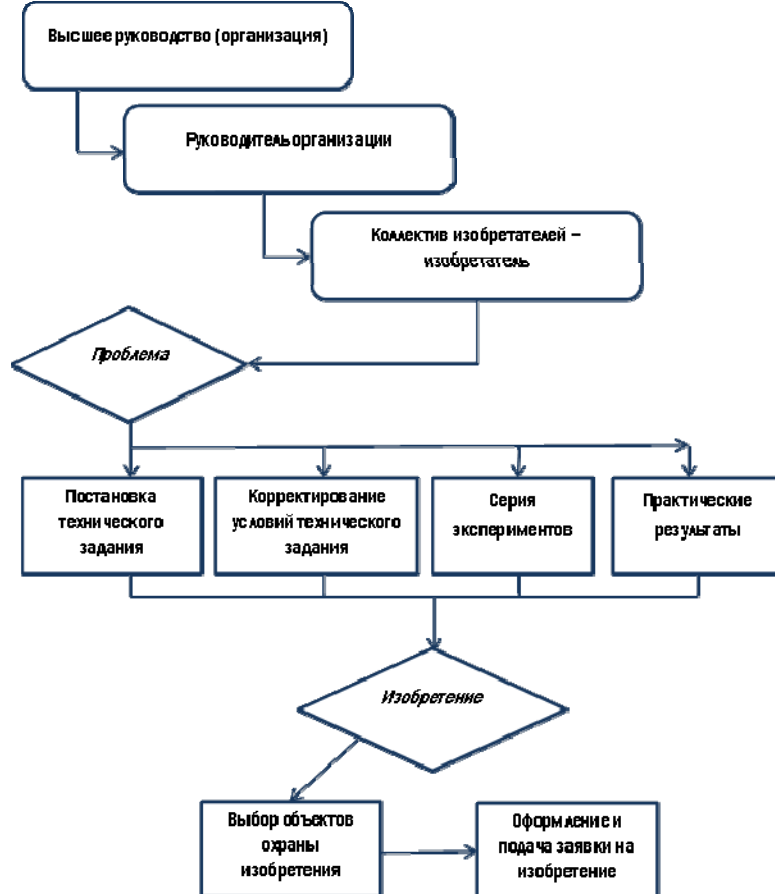 Высшее руководство (организация)
Руководитель организации
Коллектив изобретателей –
изобретатель
Проблема
Постановка
технического
задания
Корректирование
условий технического
задания
Серия
экспериментов
Практические
результаты
Изобретение
Выбор объектов
охраны
изобретения
Оформление и
подача заявки на
изобретение